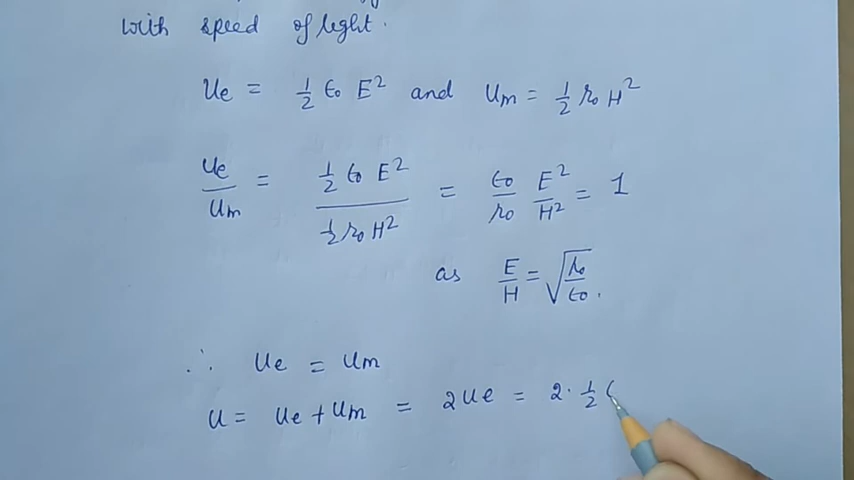 with speed of light.
Ue = 1/2 ϵ0 E² and Um = 1/2 μ0 H²
Ue/Um = (1/2 ϵ0 E²)/(1/2 μ0 H²) = ϵ0/μ0 E²/H² = 1
as E/H = √(μ0/ϵ0).
∴ Ue = Um
U = Ue + Um = 2Ue = 2 · 1/2